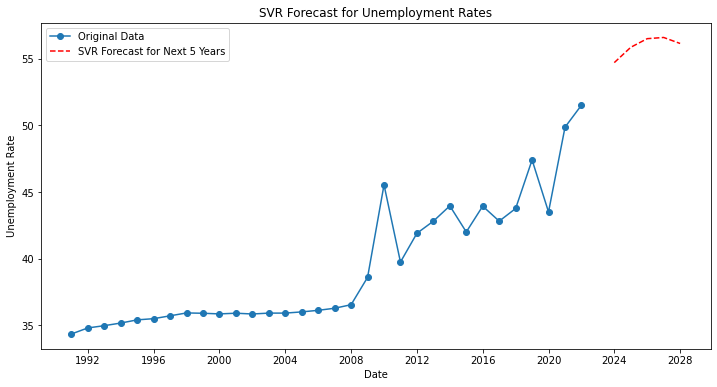 SVR Forecast for Unemployment Rates
Original Data
SVR Forecast for Next 5 Years
55
50
45
40
35
Unemployment Rate
1992 1996 2000 2004 2008 2012 2016 2020 2024 2028
Date